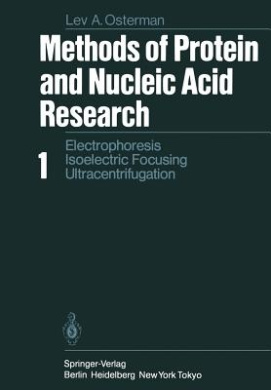 Lev A. Osterman
Methods of Protein
and Nucleic Acid
Research
1
Electrophoresis
Isoelectric Focusing
Ultracentrifugation
Springer-Verlag
Berlin Heidelberg New York Tokyo